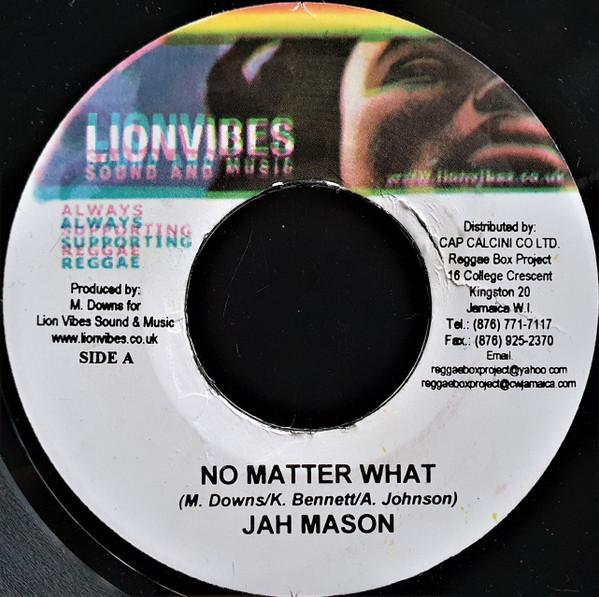 LIONVIBES
SOUND AND MUSIC
www.lionvibes.co.uk
ALWAYS
SUPPORTING
REGGAE
Produced by:
M. Downs for
Lion Vibes Sound & Music
www.lionvibes.co.uk
SIDE A
Distributed by:
CAP CALCINI CO LTD.
Reggae Box Project
16 College Crescent
Kingston 20
Jamaica W.I.
Tel.: (876) 771-7117
Fax.: (876) 925-2370
Email
reggaeboxproject@yahoo com
reggaeboxproject@cwjamaica.com
NO MATTER WHAT
(M. Downs/K. Bennett/A. Johnson)
JAH MASON